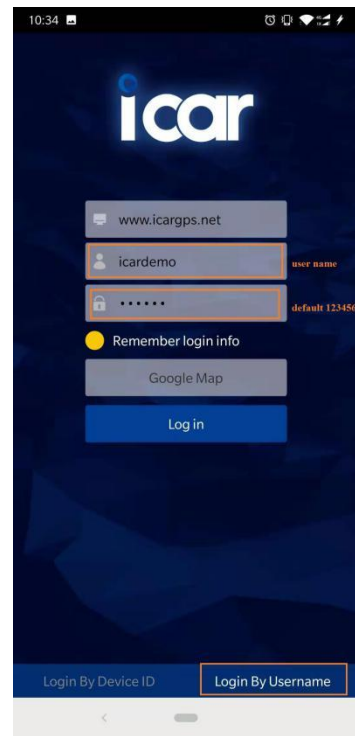 10:34
icar
www.icargps.net
icardemo
user name
••••••
default 123456
Remember login info
Google Map
Log in
Login By Device ID
Login By Username